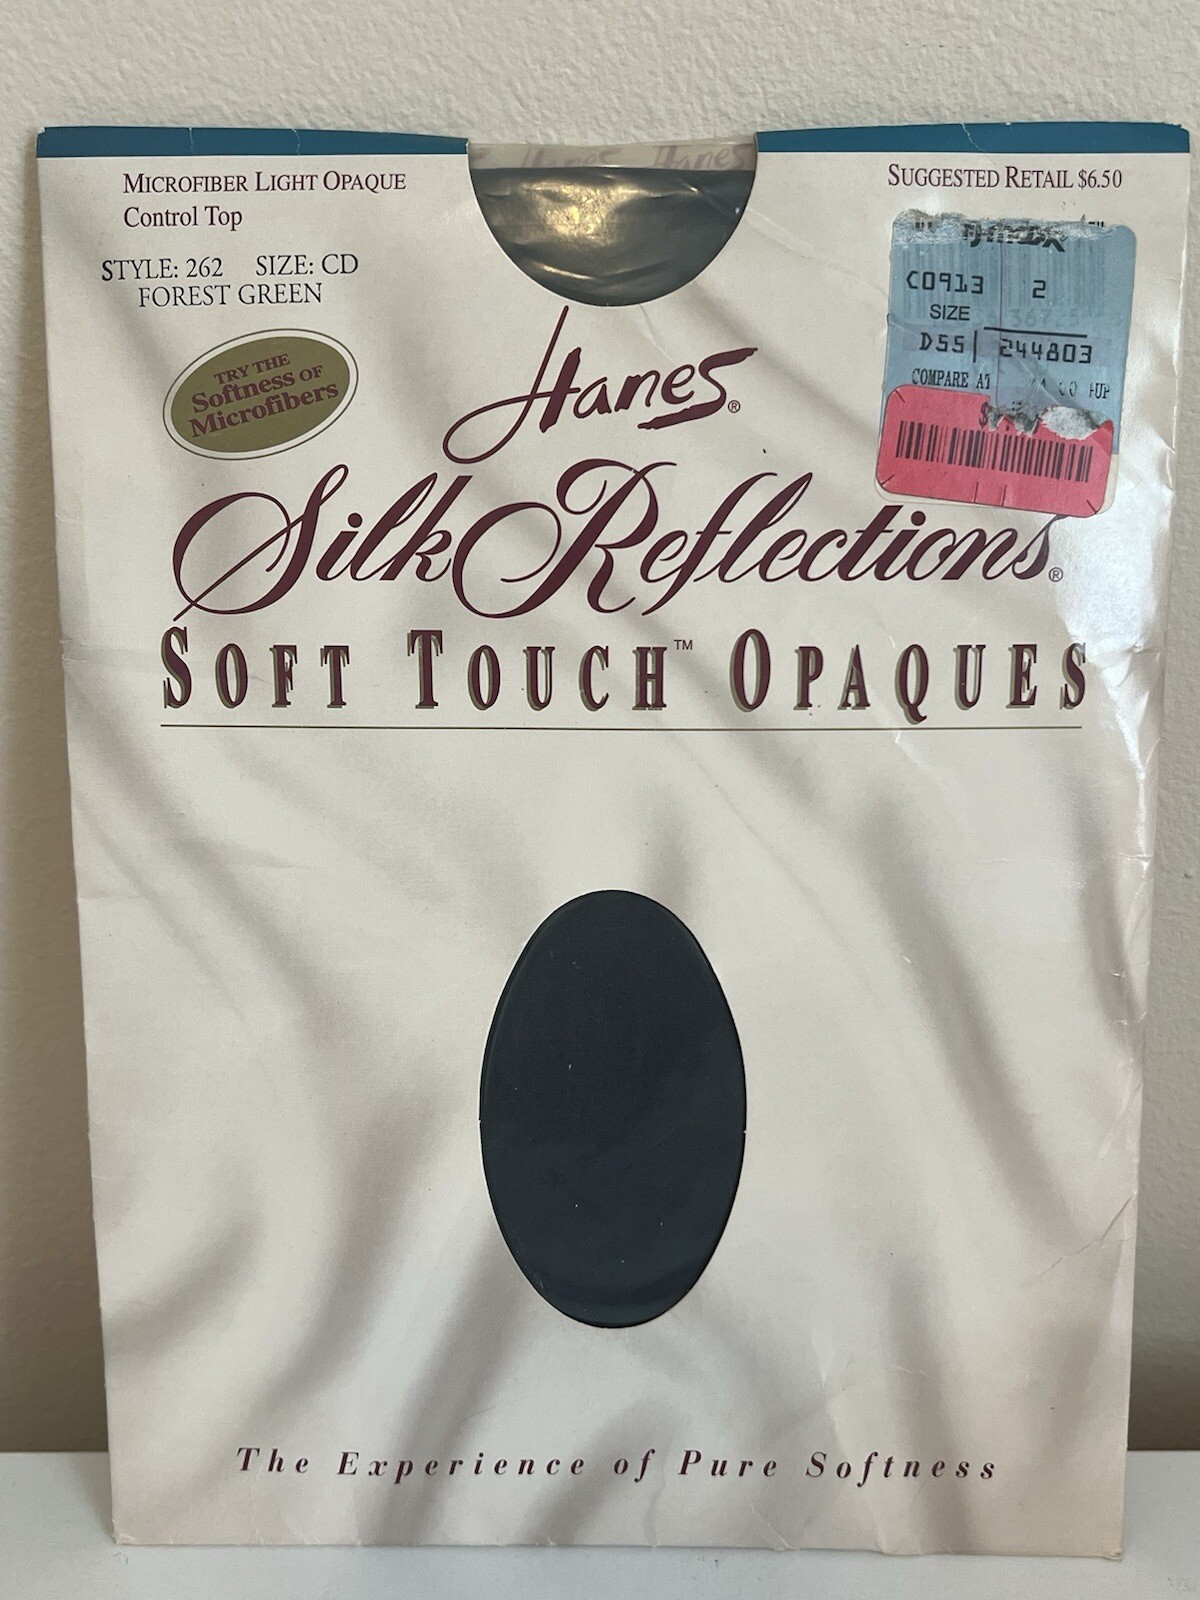 Hanes Hanes
MICROFIBER LIGHT OPAQUE
Control Top
SUGGESTED RETAIL $6.50
STYLE: 262 SIZE: CD
FOREST GREEN
TRY THE
Softness OF
Microfibers
C0913 2
SIZE
D55 244803
COMPARE AT
$
Hanes®
Silk Reflections®
SOFT TOUCH™ OPAQUES
The Experience of Pure Softness